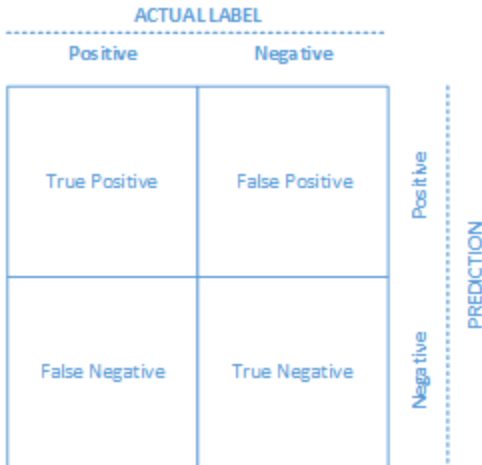 ACTUAL LABEL
Positive Negative
True Positive False Positive
Positive
False Negative True Negative
Negative
PREDICTION